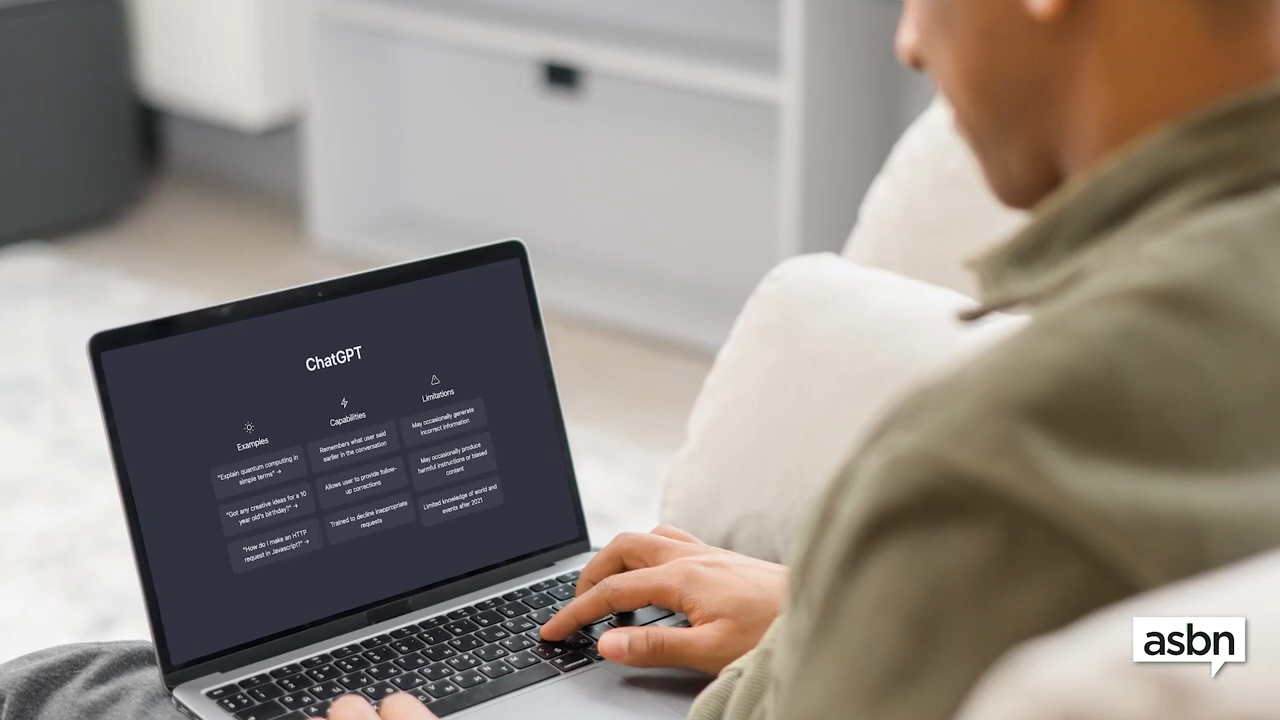 ChatGPT
Examples
"Explain quantum computing in
simple terms" →
"Got any creative ideas for a 10
year old's birthday?" →
"How do I make an HTTP
request in Javascript?" →
Capabilities
Remembers what user said
earlier in the conversation
Allows user to provide follow-
up corrections
Trained to decline inappropriate
requests
Limitations
May occasionally generate
incorrect information
May occasionally produce
harmful instructions or biased
content
Limited knowledge of world and
events after 2021
asbn